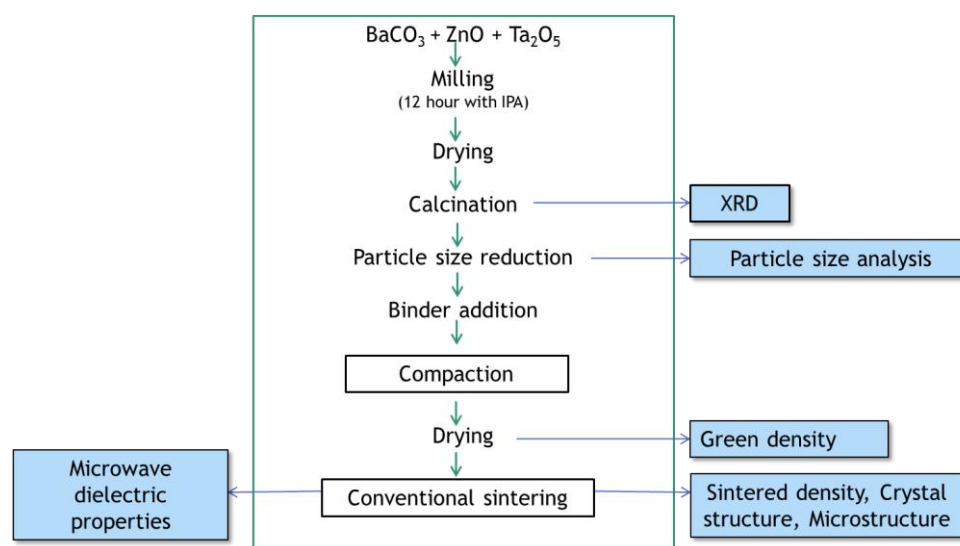 BaCO₃ + ZnO + Ta₂O₅
Milling
(12 hour with IPA)
Drying
Calcination
XRD
Particle size reduction
Particle size analysis
Binder addition
Compaction
Drying
Green density
Microwave
dielectric
properties
Conventional sintering
Sintered density, Crystal
structure, Microstructure